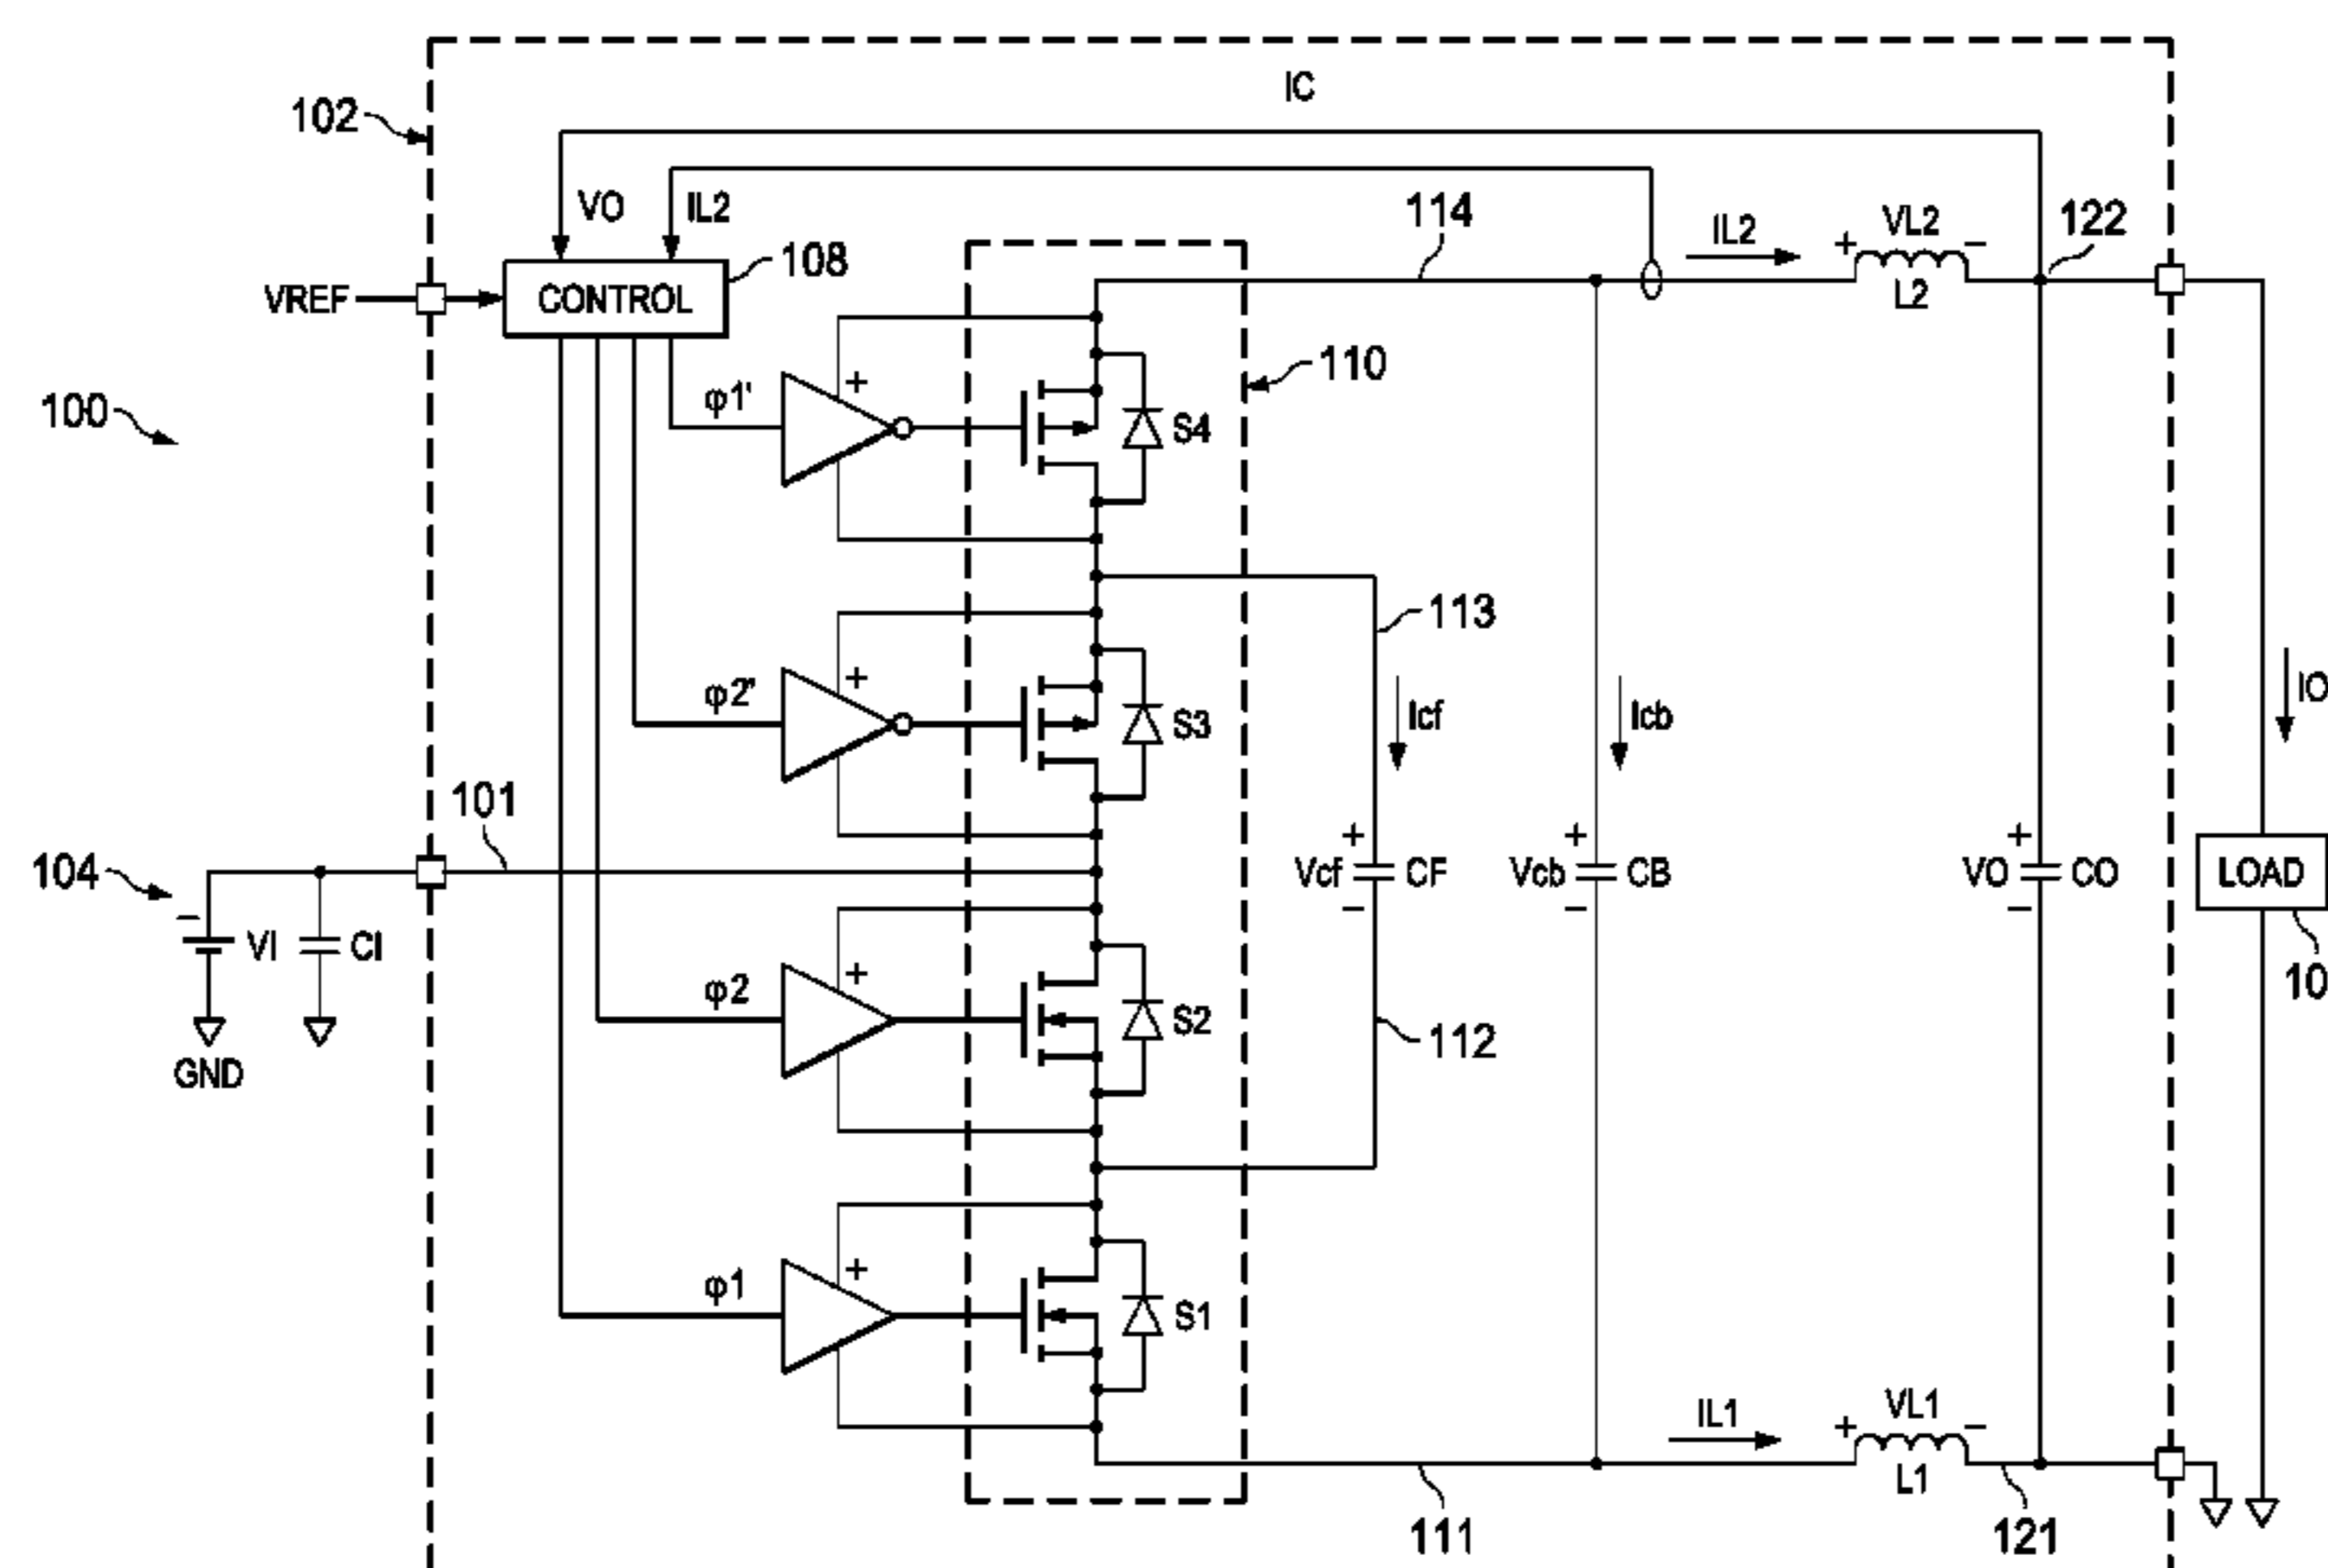 IC
102
VO
IL2
114
IL2
VL2
+ −
L2
122
VREF
CONTROL
108
110
100
φ1'
+
S4
113
φ2"
+
S3
Icf
Icb
IO
101
104
−
VI
CI
GND
+
Vcf
CF
−
+
Vcb
CB
−
+
VO
CO
−
LOAD
10
φ2
+
S2
112
φ1
+
S1
IL1
VL1
+ −
L1
111
121